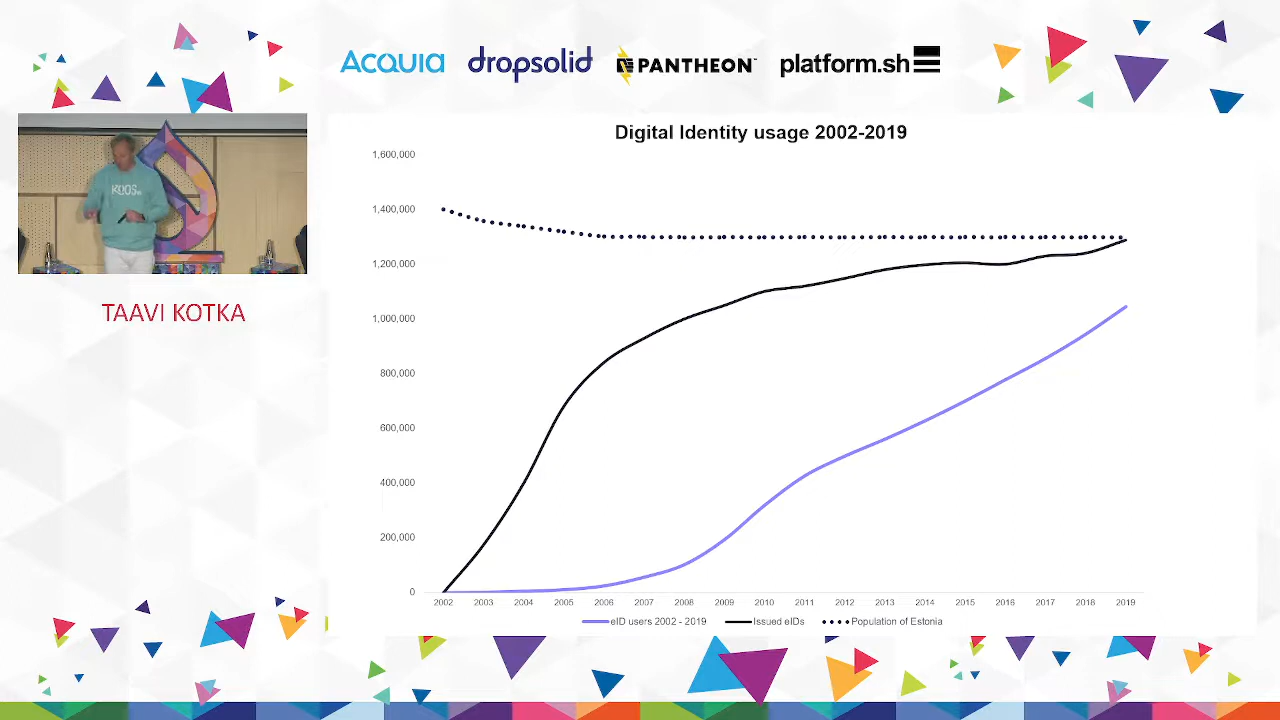 ACQUIA dropsolid PANTHEON platform.sh
Digital Identity usage 2002-2019
1,600,000
1,400,000
1,200,000
1,000,000
800,000
600,000
400,000
200,000
0
2002 2003 2004 2005 2006 2007 2008 2009 2010 2011 2012 2013 2014 2015 2016 2017 2018 2019
eID users 2002 - 2019 Issued eIDs Population of Estonia
TAAVI KOTKA